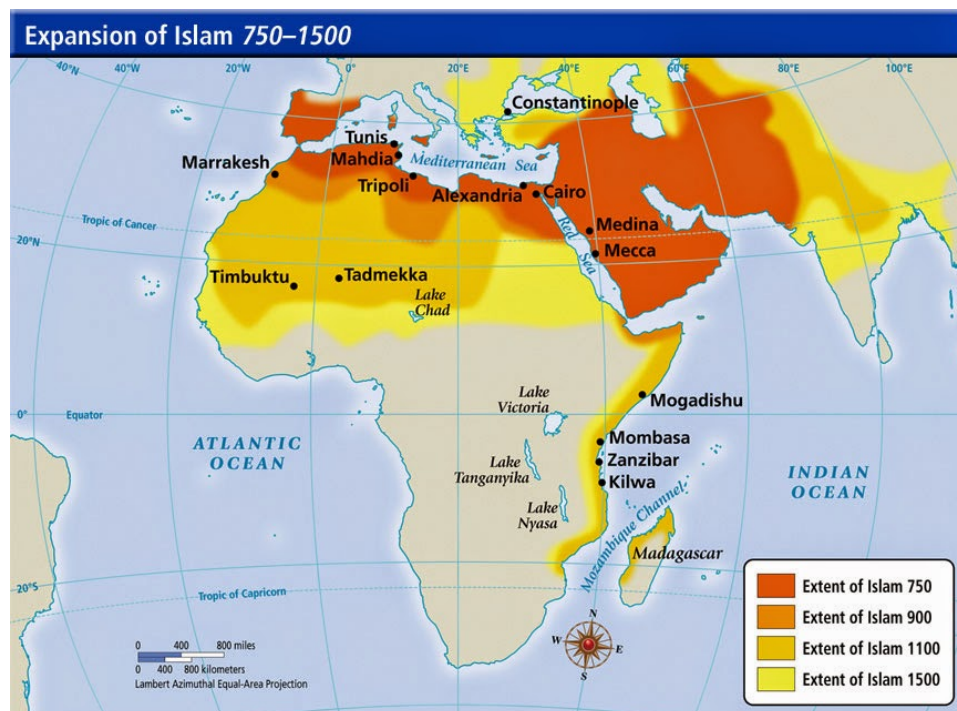 Expansion of Islam 750–1500
40°N
40°W
20°W
0°
20°E
40°E
80°E
100°E
Constantinople
Tunis
Mahdia
Mediterranean Sea
Marrakesh
Tripoli
Alexandria
Cairo
Tropic of Cancer
Red
Sea
Medina
20°N
Mecca
Timbuktu
Tadmekka
Lake
Chad
Lake
Victoria
Mogadishu
0°
Equator
ATLANTIC
OCEAN
Mombasa
Zanzibar
Lake
Tanganyika
Kilwa
INDIAN
OCEAN
Lake
Nyasa
Mozambique Channel
Madagascar
20°S
Tropic of Capricorn
Extent of Islam 750
Extent of Islam 900
Extent of Islam 1100
Extent of Islam 1500
N
W
E
S
0 400 800 miles
0 400 800 kilometers
Lambert Azimuthal Equal-Area Projection